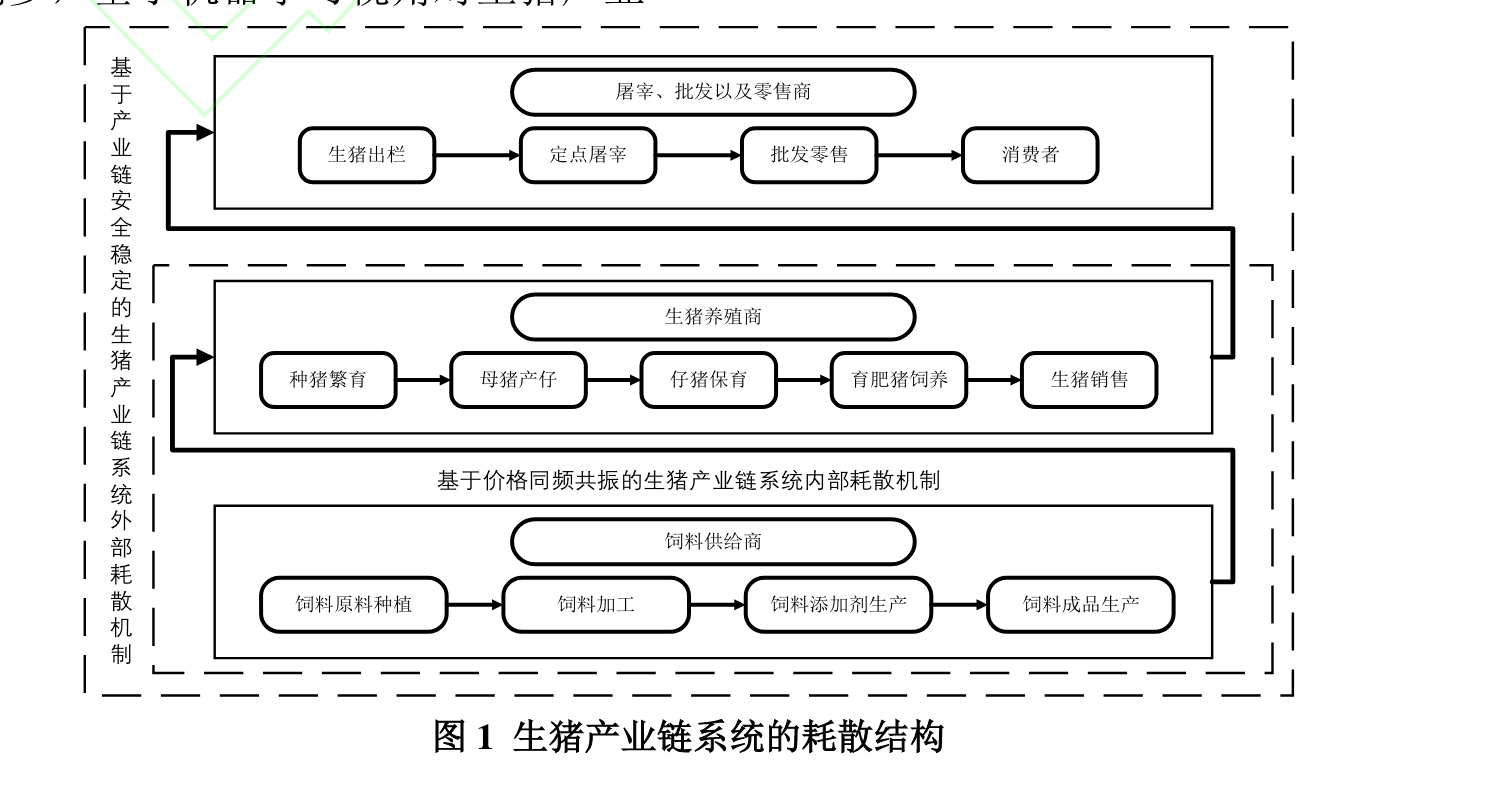 基于产业链安全稳定的生猪产业链系统外部耗散机制
屠宰、批发以及零售商
生猪出栏
定点屠宰
批发零售
消费者
生猪养殖商
种猪繁育
母猪产仔
仔猪保育
育肥猪饲养
生猪销售
基于价格同频共振的生猪产业链系统内部耗散机制
饲料供给商
饲料原料种植
饲料加工
饲料添加剂生产
饲料成品生产
图 1 生猪产业链系统的耗散结构